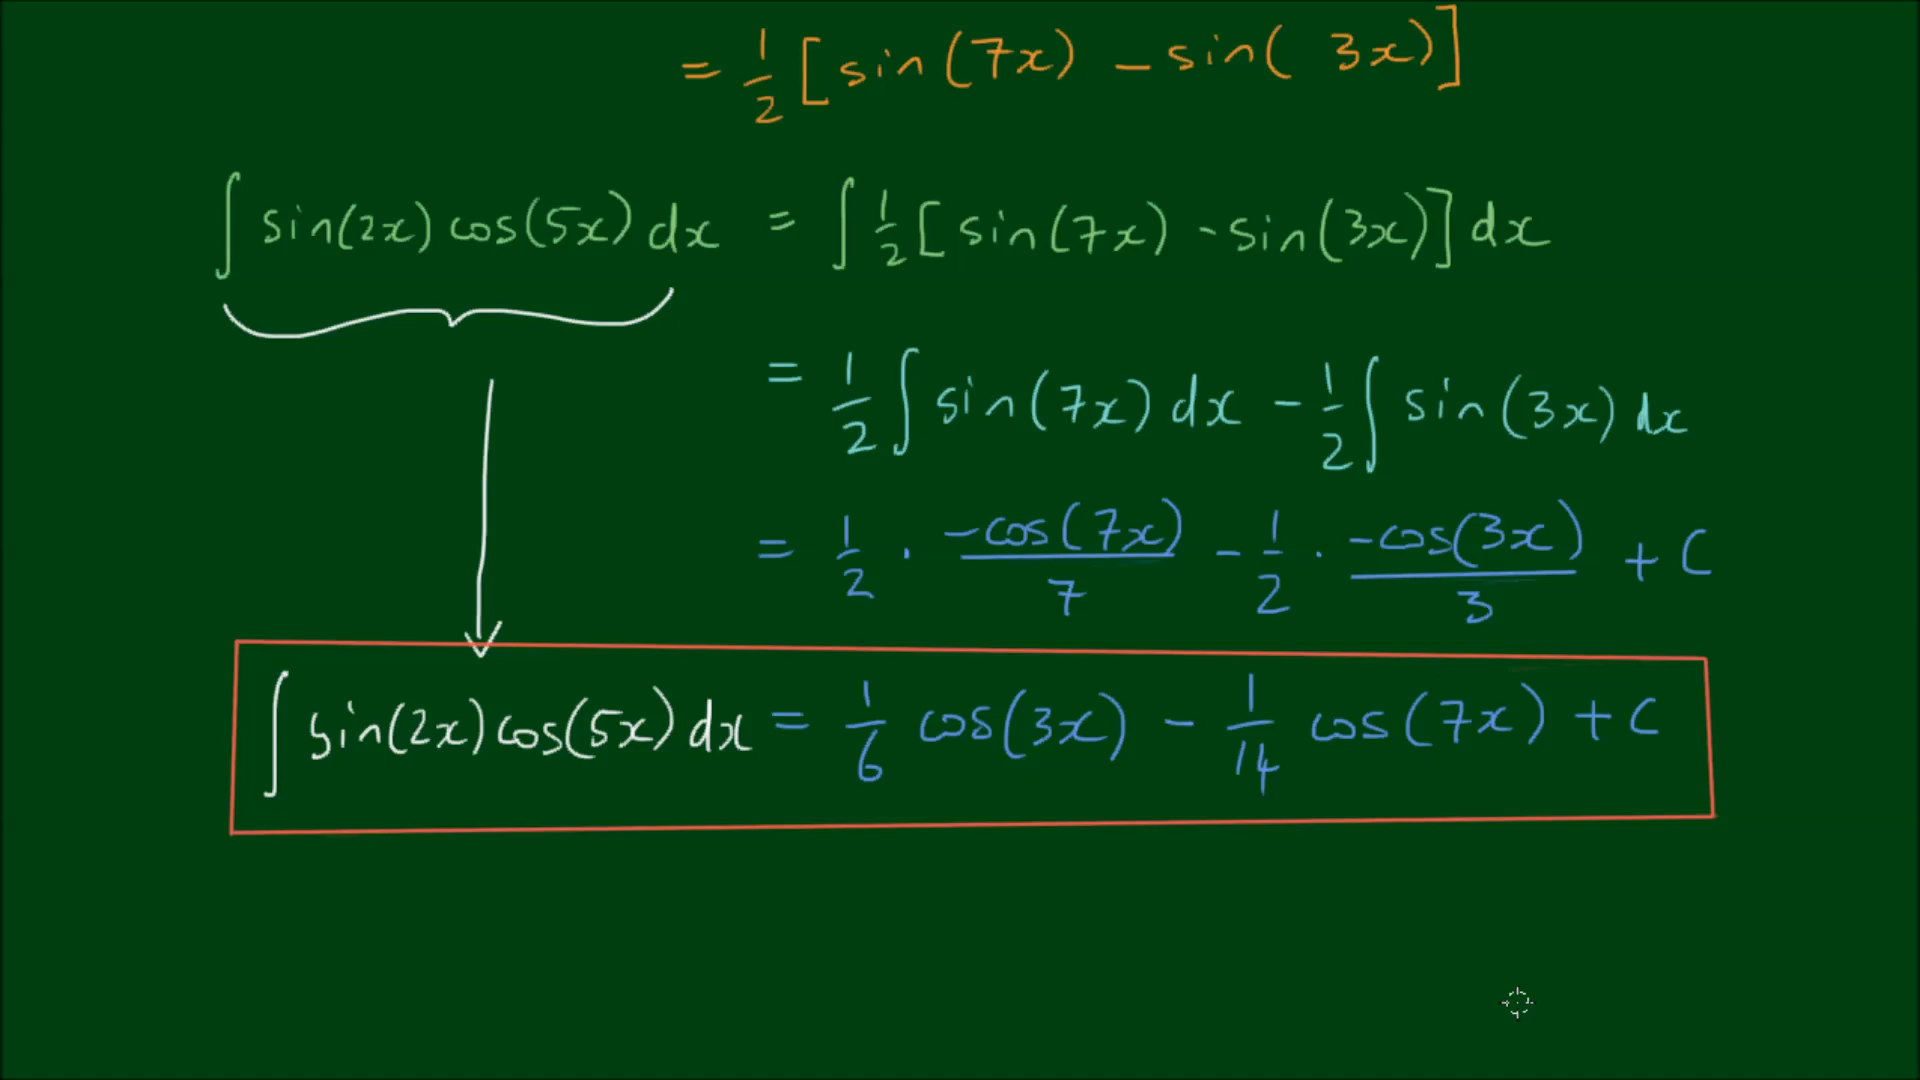 = 1/2 [sin(7x) - sin( 3x)]
∫ sin(2x) cos(5x) dx = ∫ 1/2 [sin(7x) - sin(3x)] dx
= 1/2 ∫ sin(7x) dx - 1/2 ∫ sin(3x) dx
= 1/2 · -cos(7x)/7 - 1/2 · -cos(3x)/3 + C
∫ sin(2x) cos(5x) dx = 1/6 cos(3x) - 1/14 cos(7x) + C